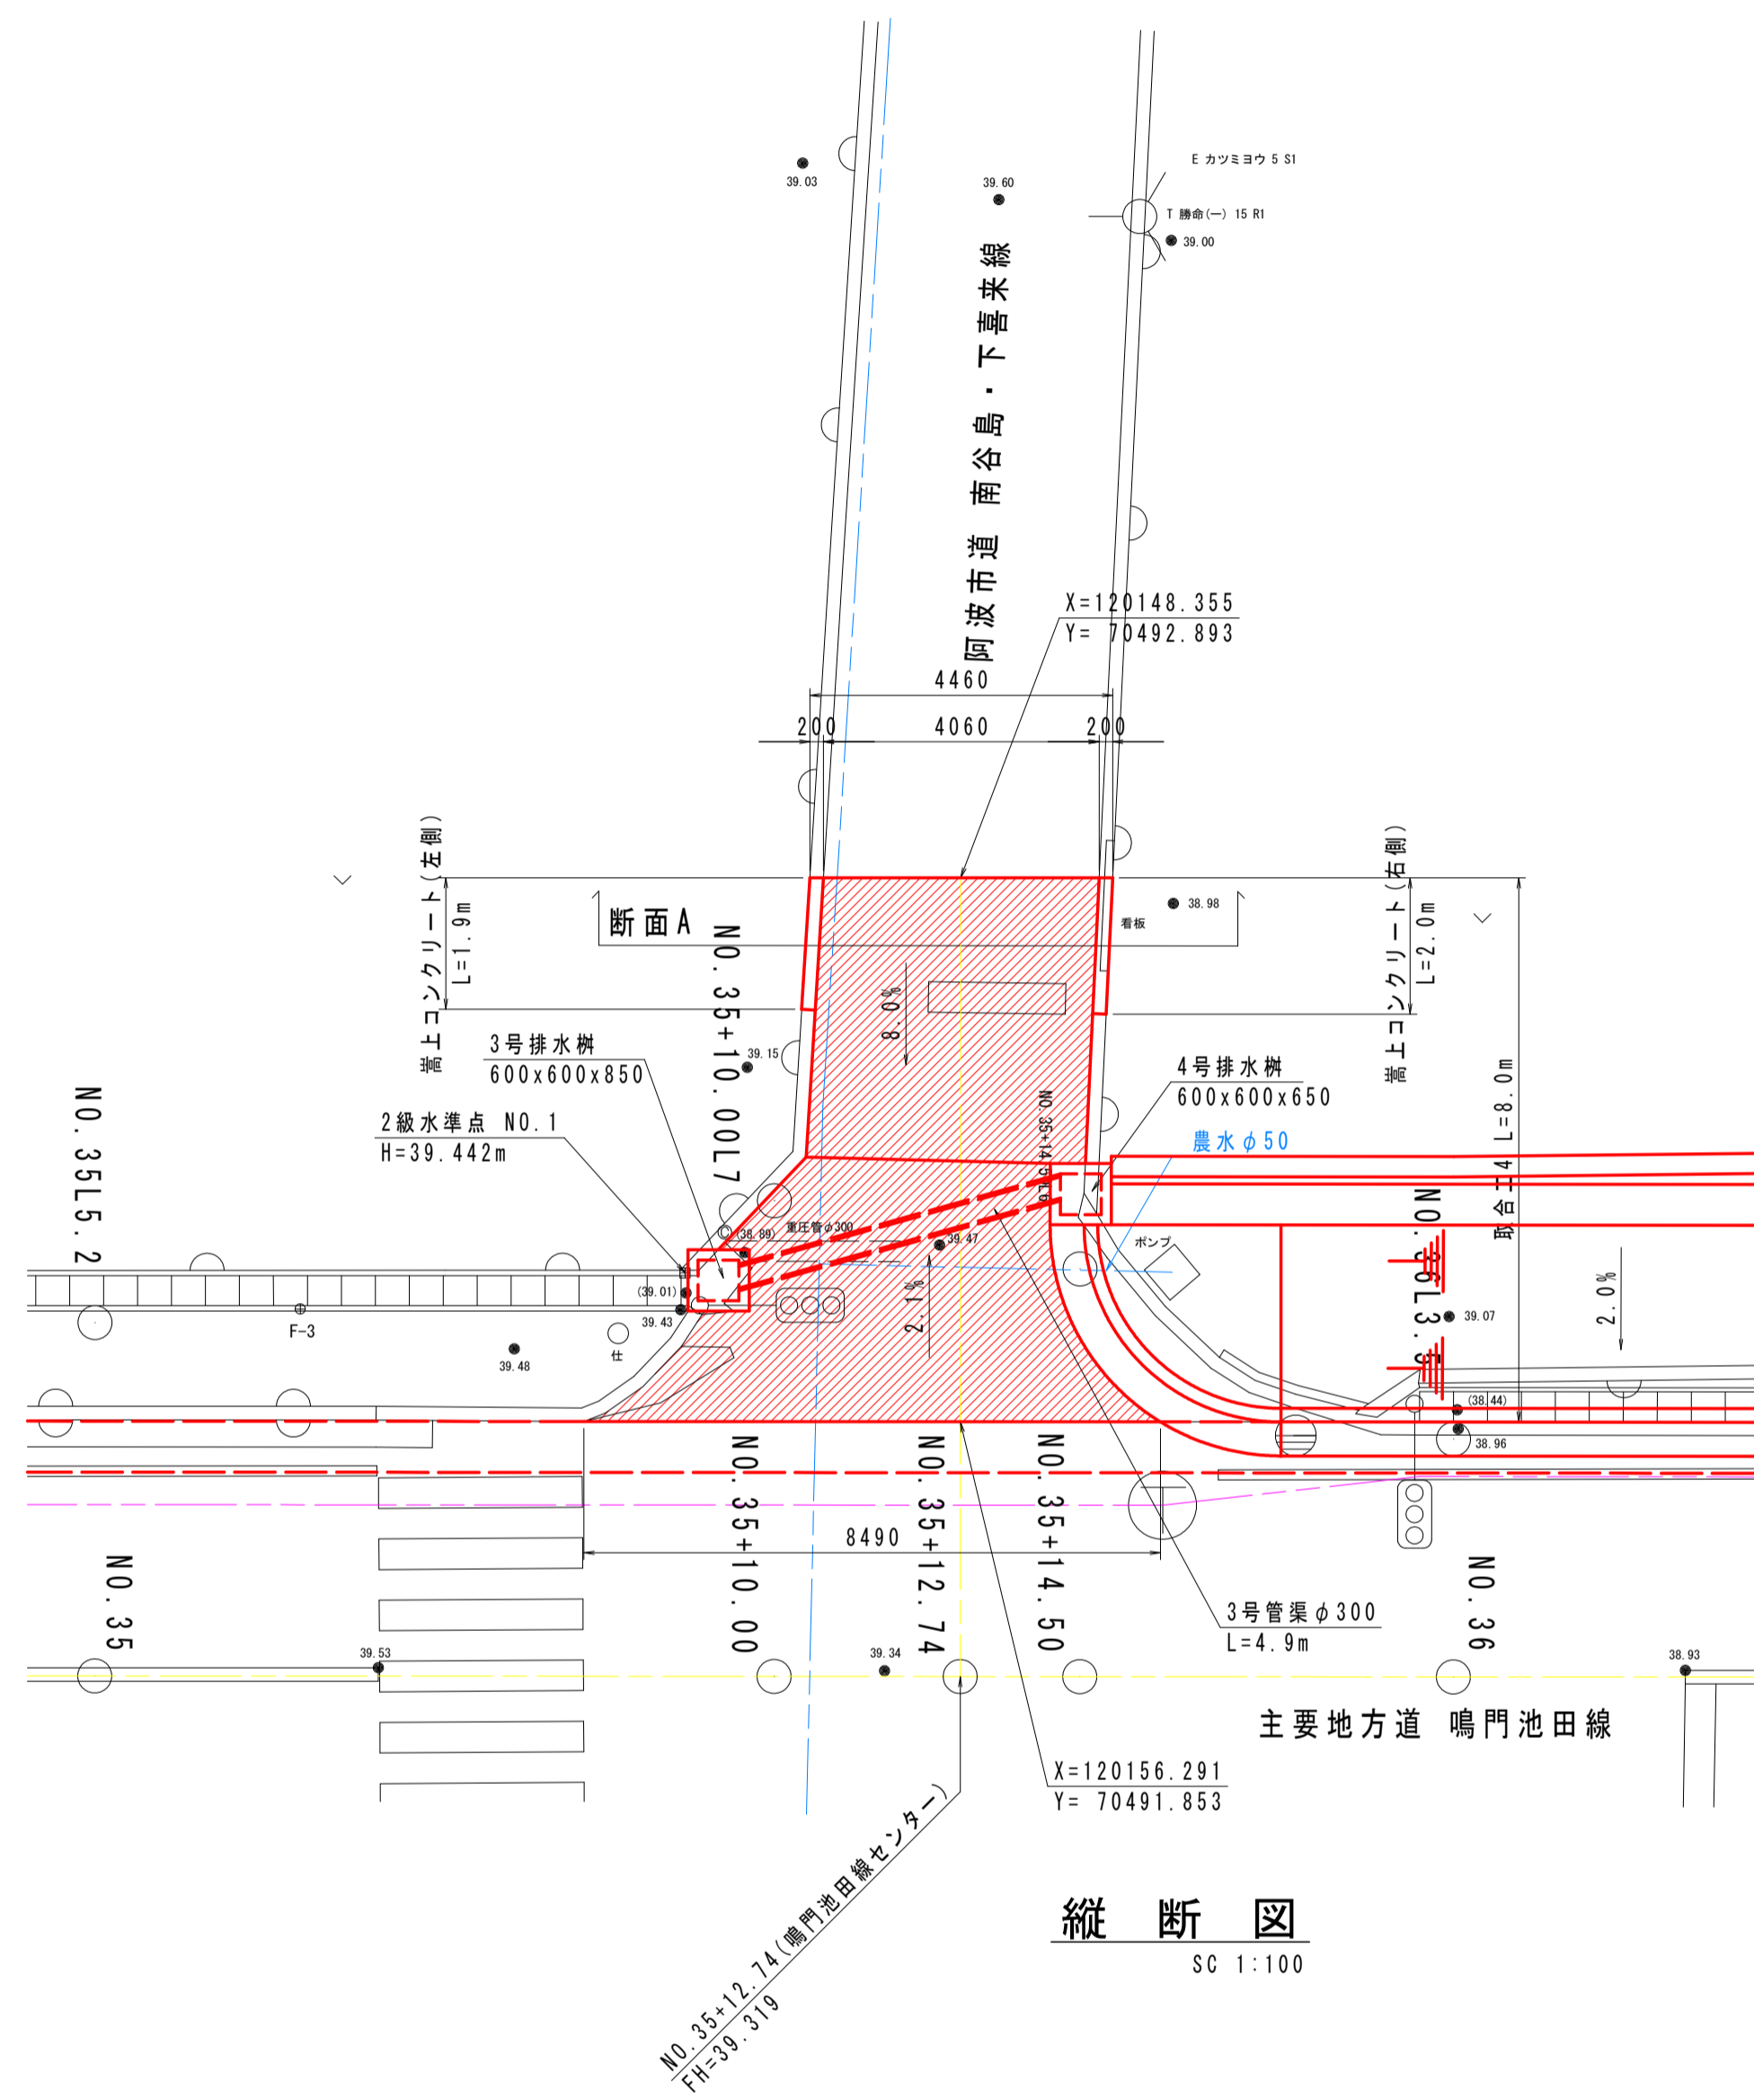 E カツミヨウ 5 S1
39.03
39.60
T 勝命(一) 15 R1
39.00
阿波市道 南谷島・下喜来線
X=120148.355
Y= 70492.893
4460
200
4060
200
嵩上コンクリート(左側)
L=1.9m
嵩上コンクリート(右側)
L=2.0m
断面A
38.98
看板
NO.35+10.00L7
8.0%
3号排水桝
600x600x850
39.15
4号排水桝
600x600x650
2級水準点 NO.1
H=39.442m
農水φ50
取合工4 L=8.0m
NO.35L5.2
NO.36L3.5
(38.89)
重圧管φ300
39.47
ポンプ
(39.01)
39.43
2.1%
39.07
2.0%
F-3
仕
39.48
(38.44)
38.96
NO.35+10.00
NO.35+12.74
NO.35+14.50
8490
NO.35
NO.36
3号管渠φ300
L=4.9m
39.53
39.34
38.93
主要地方道 鳴門池田線
X=120156.291
Y= 70491.853
NO.35+12.74(鳴門池田線センター)
FH=39.319
縦断図
SC 1:100